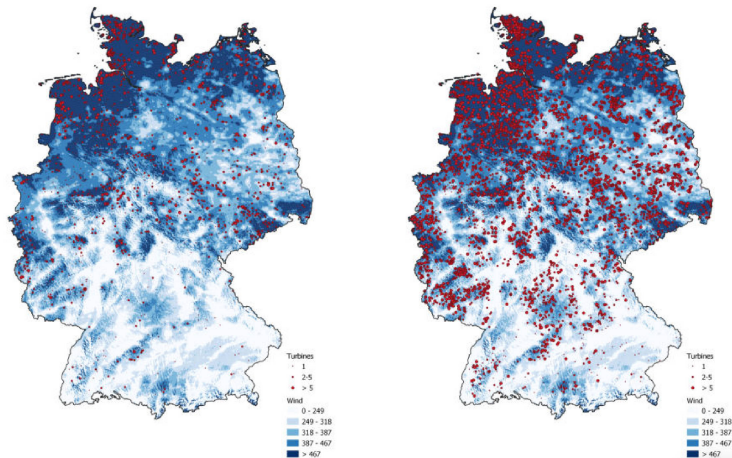 Turbines
1
2-5
> 5
Wind
0 - 249
249 - 318
318 - 387
387 - 467
> 467
Turbines
1
2-5
> 5
Wind
0 - 249
249 - 318
318 - 387
387 - 467
> 467